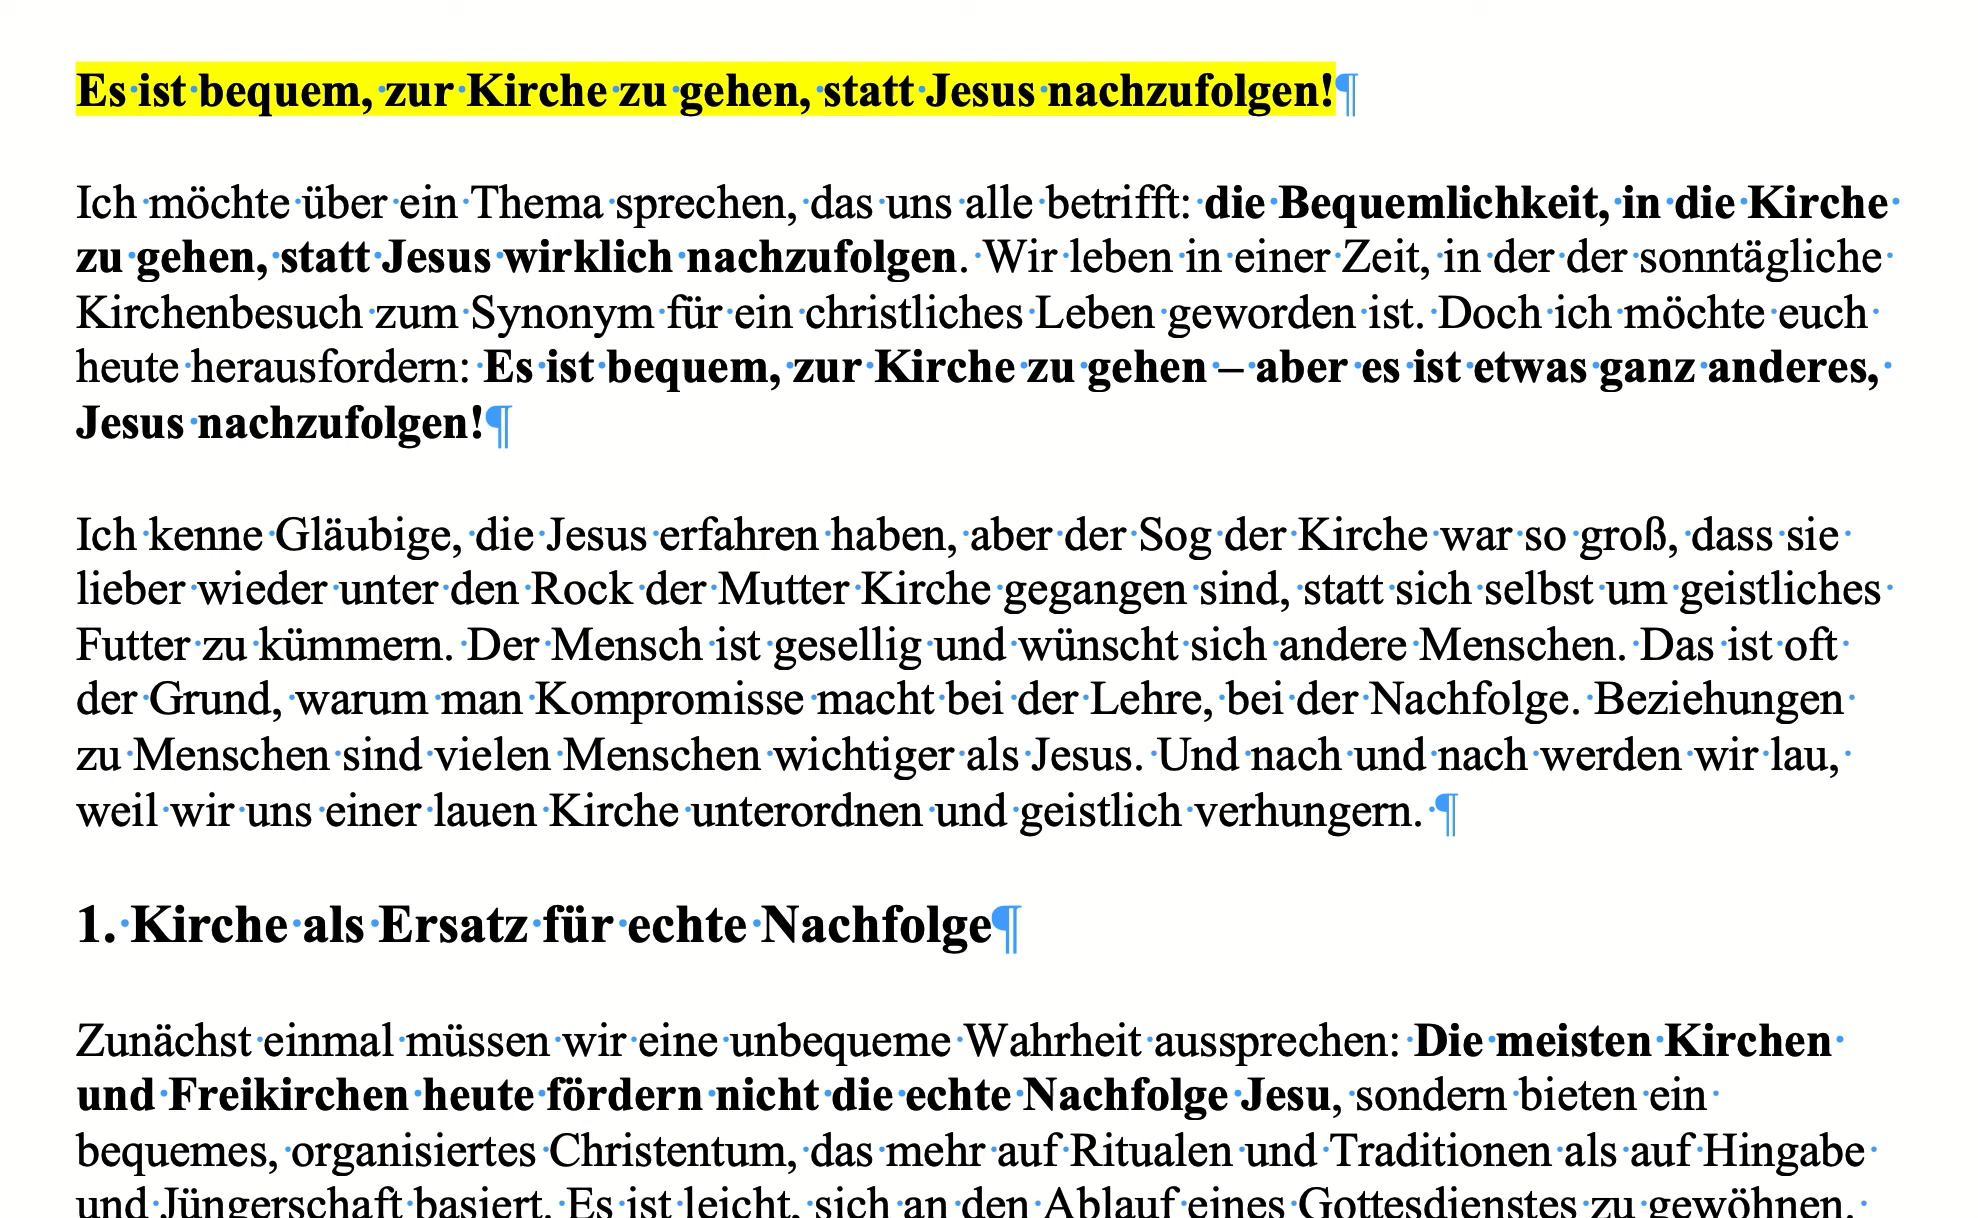 Es ist bequem, zur Kirche zu gehen, statt Jesus nachzufolgen!¶
Ich möchte über ein Thema sprechen, das uns alle betrifft: die Bequemlichkeit, in die Kirche
zu gehen, statt Jesus wirklich nachzufolgen. Wir leben in einer Zeit, in der der sonntägliche
Kirchenbesuch zum Synonym für ein christliches Leben geworden ist. Doch ich möchte euch
heute herausfordern: Es ist bequem, zur Kirche zu gehen – aber es ist etwas ganz anderes,
Jesus nachzufolgen!¶
Ich kenne Gläubige, die Jesus erfahren haben, aber der Sog der Kirche war so groß, dass sie
lieber wieder unter den Rock der Mutter Kirche gegangen sind, statt sich selbst um geistliches
Futter zu kümmern. Der Mensch ist gesellig und wünscht sich andere Menschen. Das ist oft
der Grund, warum man Kompromisse macht bei der Lehre, bei der Nachfolge. Beziehungen
zu Menschen sind vielen Menschen wichtiger als Jesus. Und nach und nach werden wir lau,
weil wir uns einer lauen Kirche unterordnen und geistlich verhungern. ¶
1. Kirche als Ersatz für echte Nachfolge¶
Zunächst einmal müssen wir eine unbequeme Wahrheit aussprechen: Die meisten Kirchen
und Freikirchen heute fördern nicht die echte Nachfolge Jesu, sondern bieten ein
bequemes, organisiertes Christentum, das mehr auf Ritualen und Traditionen als auf Hingabe
und Jüngerschaft basiert. Es ist leicht, sich an den Ablauf eines Gottesdienstes zu gewöhnen,